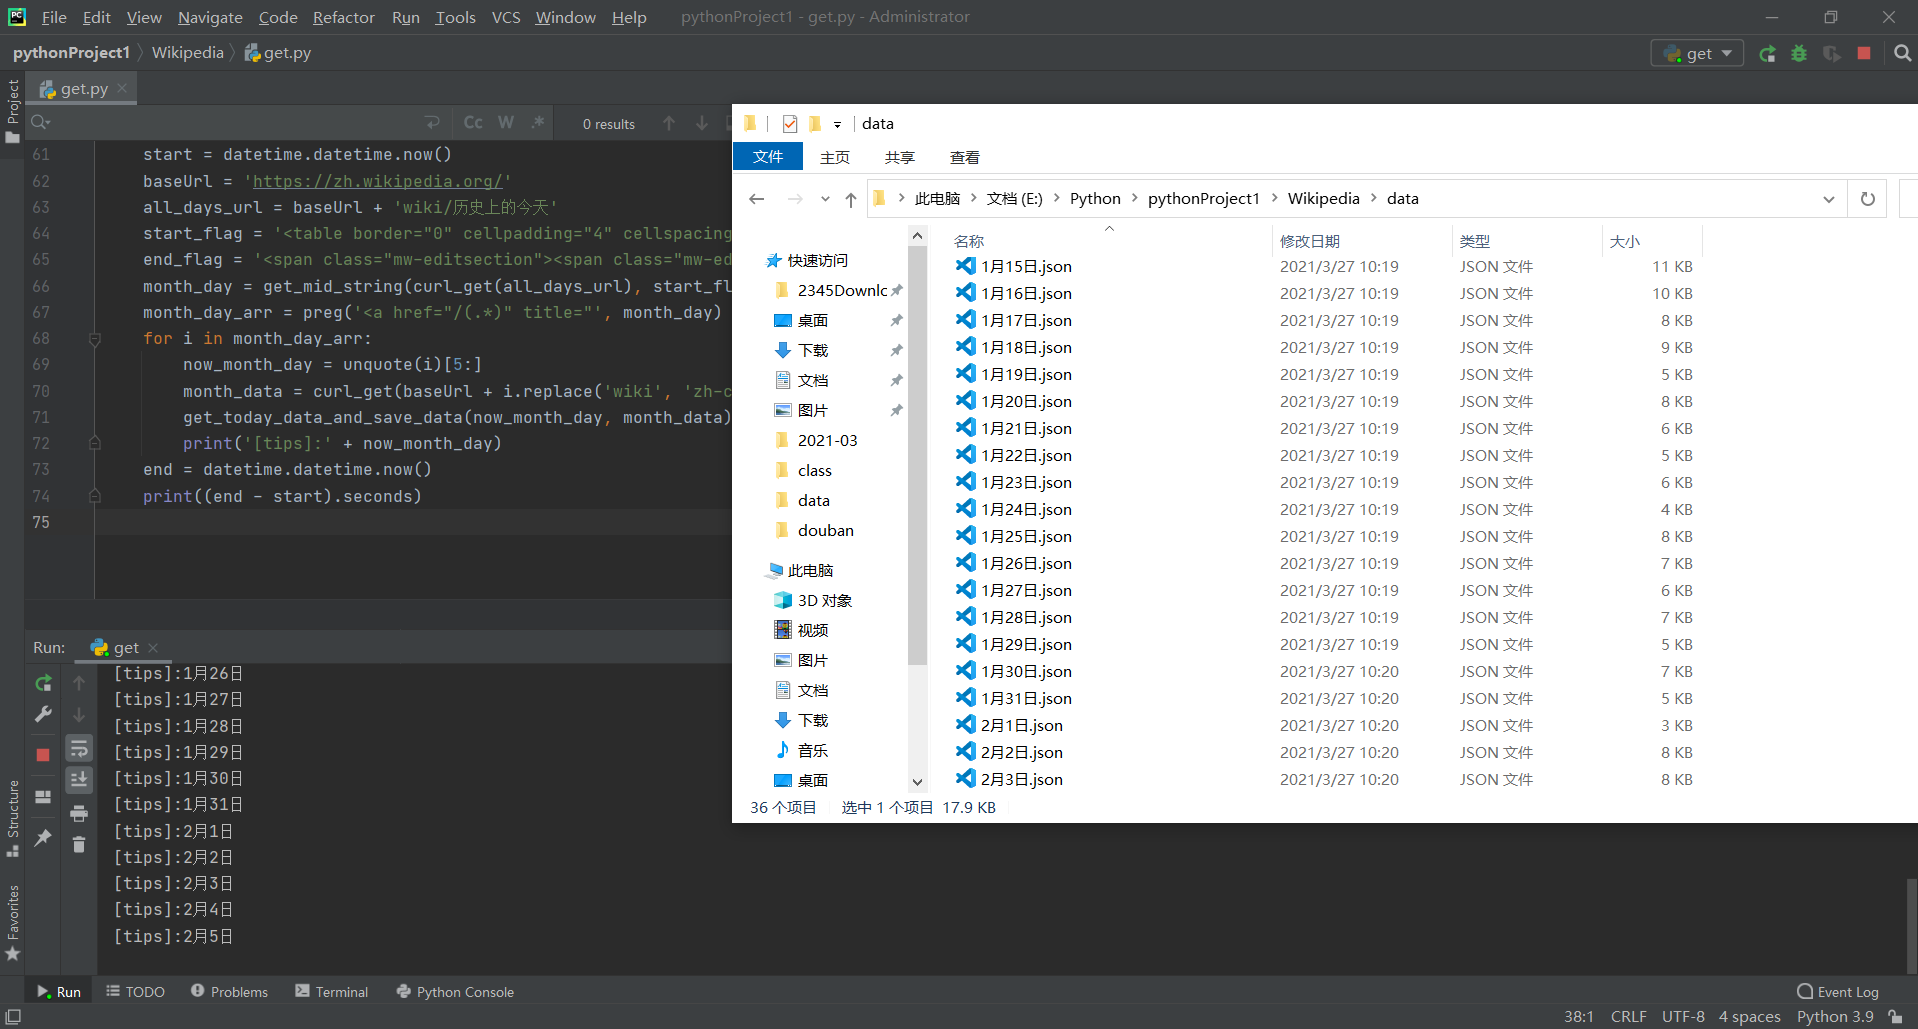 File Edit View Navigate Code Refactor Run Tools VCS Window Help pythonProject1 - get.py - Administrator
pythonProject1 Wikipedia get.py
get
Project
get.py
Cc W .* 0 results
61 start = datetime.datetime.now()
62 baseUrl = 'https://zh.wikipedia.org/'
63 all_days_url = baseUrl + 'wiki/历史上的今天'
64 start_flag = '<table border="0" cellpadding="4" cellspacing
65 end_flag = '<span class="mw-editsection"><span class="mw-ed
66 month_day = get_mid_string(curl_get(all_days_url), start_fl
67 month_day_arr = preg('<a href="/(.*)" title="', month_day)
68 for i in month_day_arr:
69 now_month_day = unquote(i)[5:]
70 month_data = curl_get(baseUrl + i.replace('wiki', 'zh-c
71 get_today_data_and_save_data(now_month_day, month_data)
72 print('[tips]:' + now_month_day)
73 end = datetime.datetime.now()
74 print((end - start).seconds)
75
data
文件 主页 共享 查看
此电脑 文档 (E:) Python pythonProject1 Wikipedia data
快速访问
2345Downlc
桌面
下载
文档
图片
2021-03
class
data
douban
此电脑
3D 对象
视频
图片
文档
下载
音乐
桌面
名称 修改日期 类型 大小
1月15日.json 2021/3/27 10:19 JSON 文件 11 KB
1月16日.json 2021/3/27 10:19 JSON 文件 10 KB
1月17日.json 2021/3/27 10:19 JSON 文件 8 KB
1月18日.json 2021/3/27 10:19 JSON 文件 9 KB
1月19日.json 2021/3/27 10:19 JSON 文件 5 KB
1月20日.json 2021/3/27 10:19 JSON 文件 8 KB
1月21日.json 2021/3/27 10:19 JSON 文件 6 KB
1月22日.json 2021/3/27 10:19 JSON 文件 5 KB
1月23日.json 2021/3/27 10:19 JSON 文件 6 KB
1月24日.json 2021/3/27 10:19 JSON 文件 4 KB
1月25日.json 2021/3/27 10:19 JSON 文件 8 KB
1月26日.json 2021/3/27 10:19 JSON 文件 7 KB
1月27日.json 2021/3/27 10:19 JSON 文件 6 KB
1月28日.json 2021/3/27 10:19 JSON 文件 7 KB
1月29日.json 2021/3/27 10:19 JSON 文件 5 KB
1月30日.json 2021/3/27 10:20 JSON 文件 7 KB
1月31日.json 2021/3/27 10:20 JSON 文件 5 KB
2月1日.json 2021/3/27 10:20 JSON 文件 3 KB
2月2日.json 2021/3/27 10:20 JSON 文件 8 KB
2月3日.json 2021/3/27 10:20 JSON 文件 8 KB
36 个项目 选中 1 个项目 17.9 KB
Run: get
[tips]:1月26日
[tips]:1月27日
[tips]:1月28日
[tips]:1月29日
[tips]:1月30日
[tips]:1月31日
[tips]:2月1日
[tips]:2月2日
[tips]:2月3日
[tips]:2月4日
[tips]:2月5日
Structure
Favorites
Run TODO Problems Terminal Python Console Event Log
38:1 CRLF UTF-8 4 spaces Python 3.9